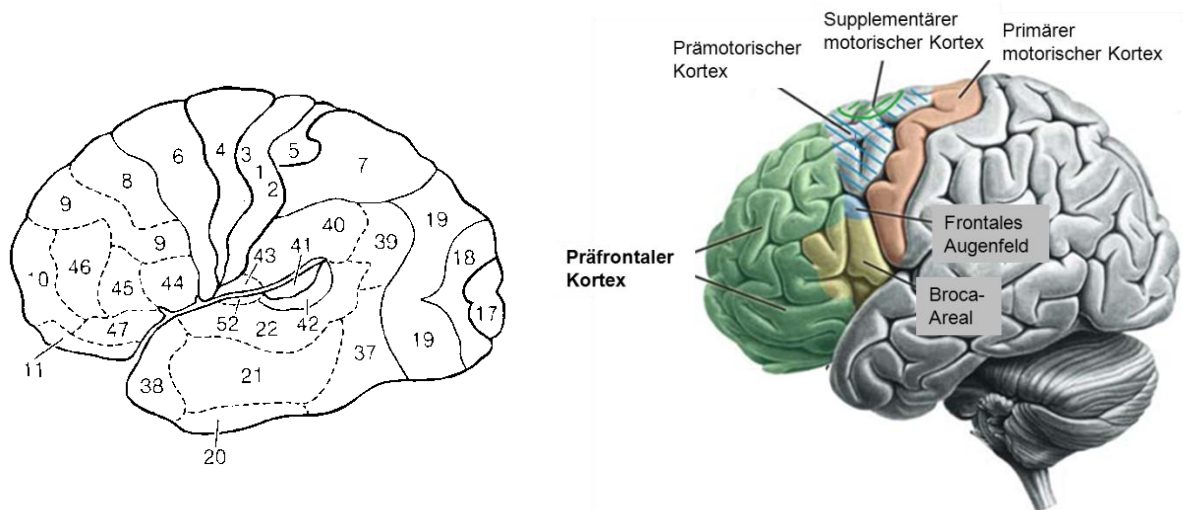 6
4
3
1
2
5
7
8
9
9
10
46
45
44
47
11
43
41
40
39
19
18
17
19
52
22
42
37
38
21
20
Supplementärer
motorischer Kortex
Primärer
motorischer Kortex
Prämotorischer
Kortex
Präfrontaler
Kortex
Frontales
Augenfeld
Broca-
Areal